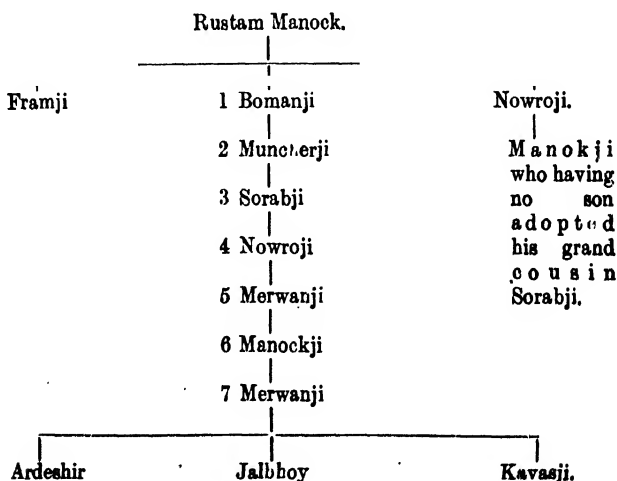 Rustam Manock.
Framji 1 Bomanji Nowroji.
2 Muncherji Manokji
who having
3 Sorabji no son
adopted
4 Nowroji his grand
cousin
5 Merwanji Sorabji.
6 Manockji
7 Merwanji
Ardeshir Jalbhoy Kavasji.